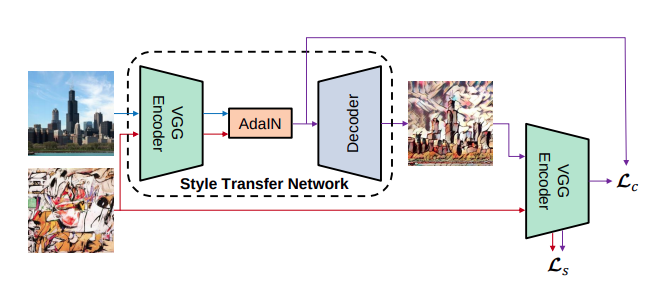 VGG
Encoder
AdaIN
Decoder
Style Transfer Network
VGG
Encoder
ℒc
ℒs